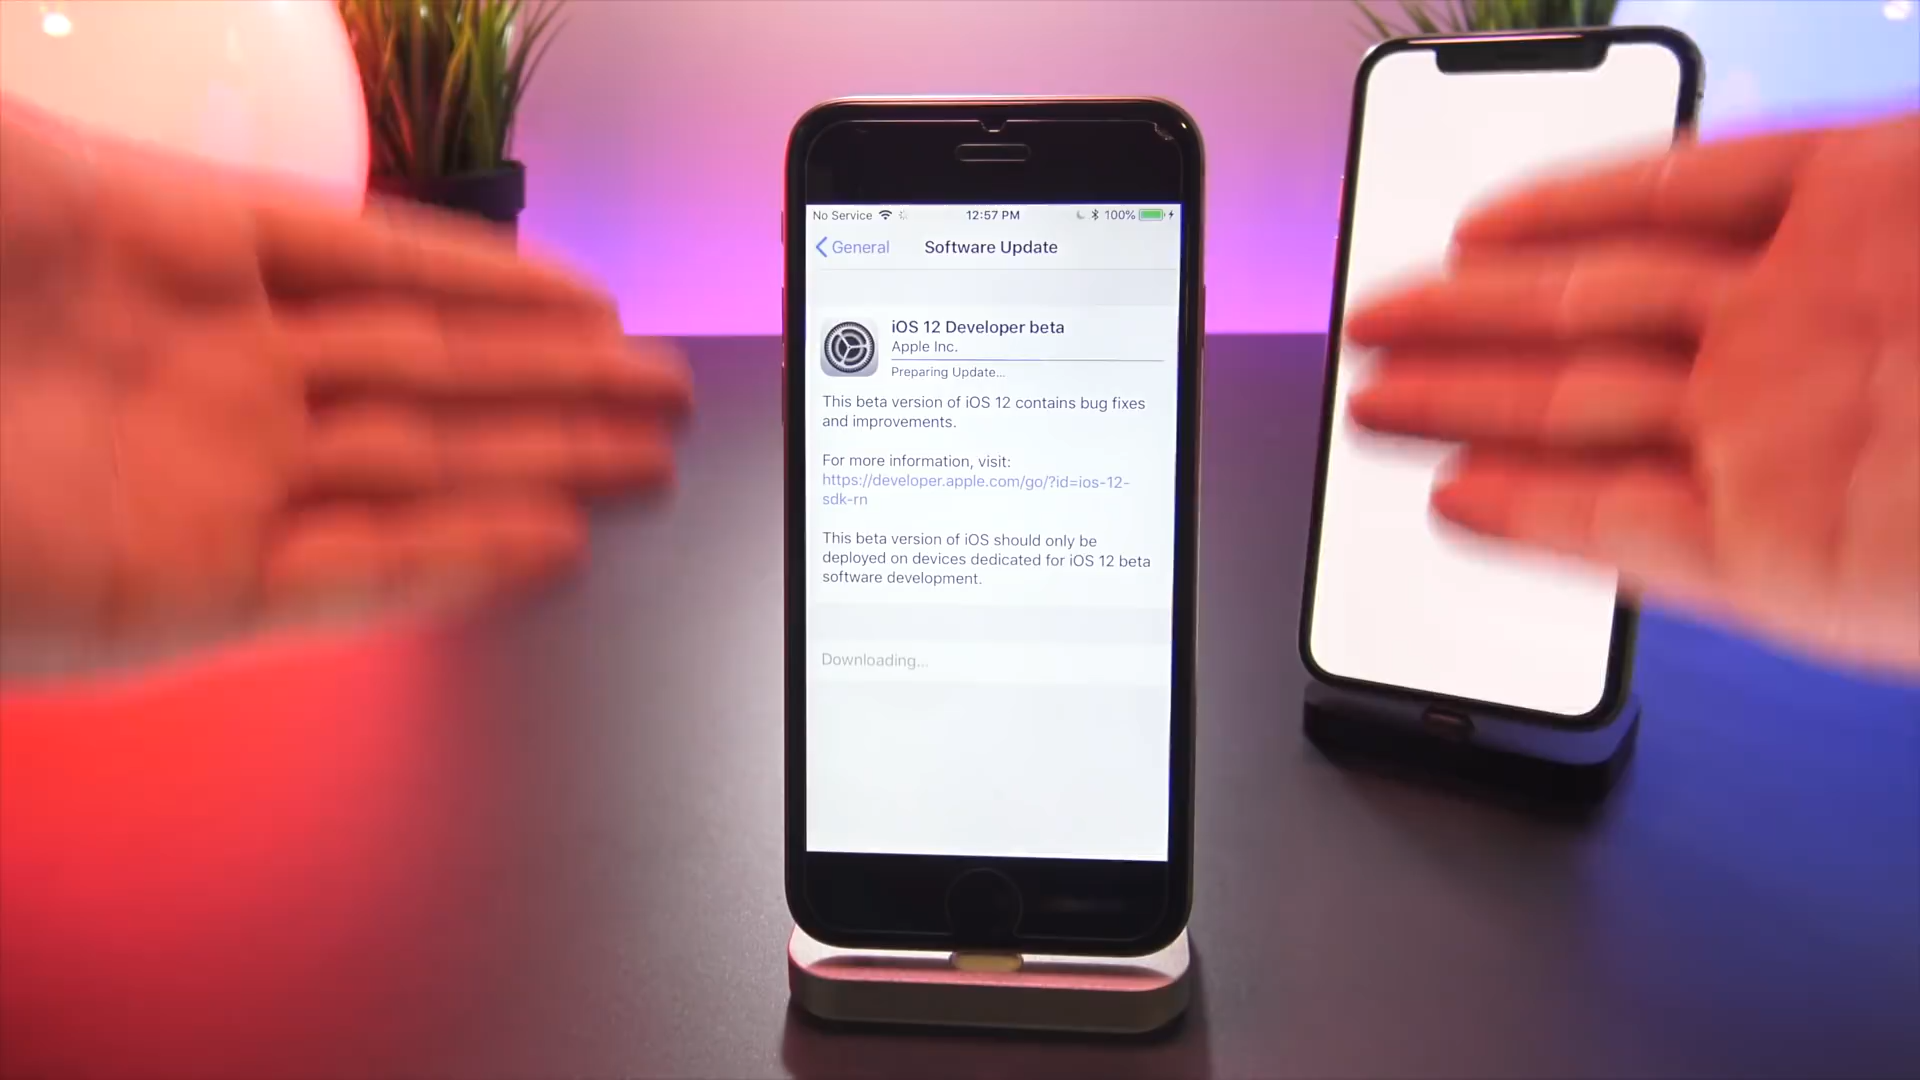 No Service 12:57 PM 100%
General Software Update
iOS 12 Developer beta
Apple Inc.
Preparing Update...
This beta version of iOS 12 contains bug fixes
and improvements.
For more information, visit:
https://developer.apple.com/go/?id=ios-12-
sdk-rn
This beta version of iOS should only be
deployed on devices dedicated for iOS 12 beta
software development.
Downloading...